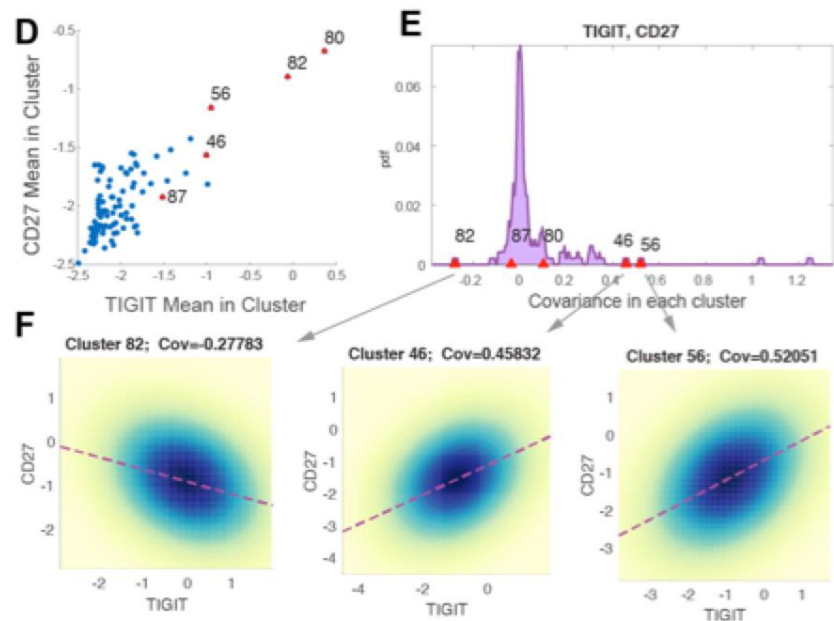 D
-0.5
-1
-1.5
-2
-2.5
CD27 Mean in Cluster
80
82
56
46
87
-2.5 -2 -1.5 -1 -0.5 0 0.5
TIGIT Mean in Cluster
E
TIGIT, CD27
pdf
0.06
0.04
0.02
0
82 87 80 46 56
-0.2 0 0.2 0.4 0.6 0.8 1 1.2
Covariance in each cluster
F
Cluster 82; Cov=-0.27783
CD27
1
0
-1
-2
-2 -1 0 1
TIGIT
Cluster 46; Cov=0.45832
CD27
1
0
-1
-2
-3
-4
-4 -2 0
TIGIT
Cluster 56; Cov=0.52051
CD27
1
0
-1
-2
-3
-3 -2 -1 0 1
TIGIT